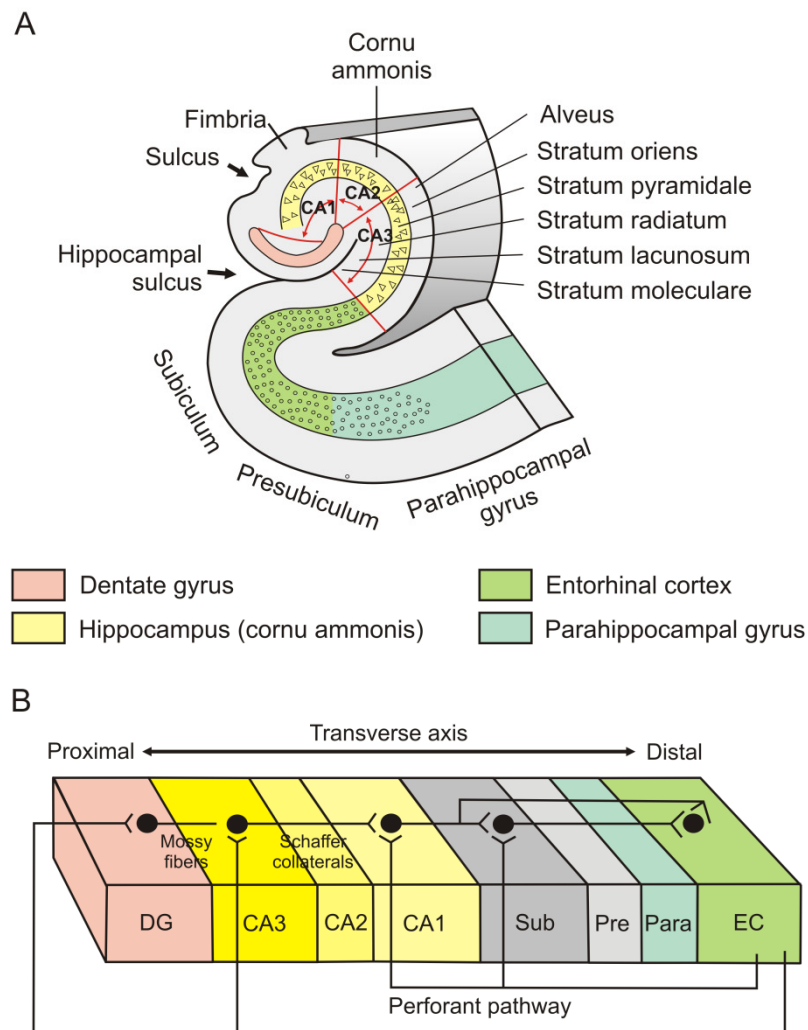 A
Cornu
ammonis
Fimbria
Sulcus
Alveus
Stratum oriens
Stratum pyramidale
Stratum radiatum
Stratum lacunosum
Stratum moleculare
CA1
CA2
CA3
Hippocampal
sulcus
Subiculum
Presubiculum
Parahippocampal
gyrus
Dentate gyrus
Entorhinal cortex
Hippocampus (cornu ammonis)
Parahippocampal gyrus
B
Transverse axis
Proximal
Distal
Mossy
fibers
Schaffer
collaterals
DG
CA3
CA2
CA1
Sub
Pre
Para
EC
Perforant pathway